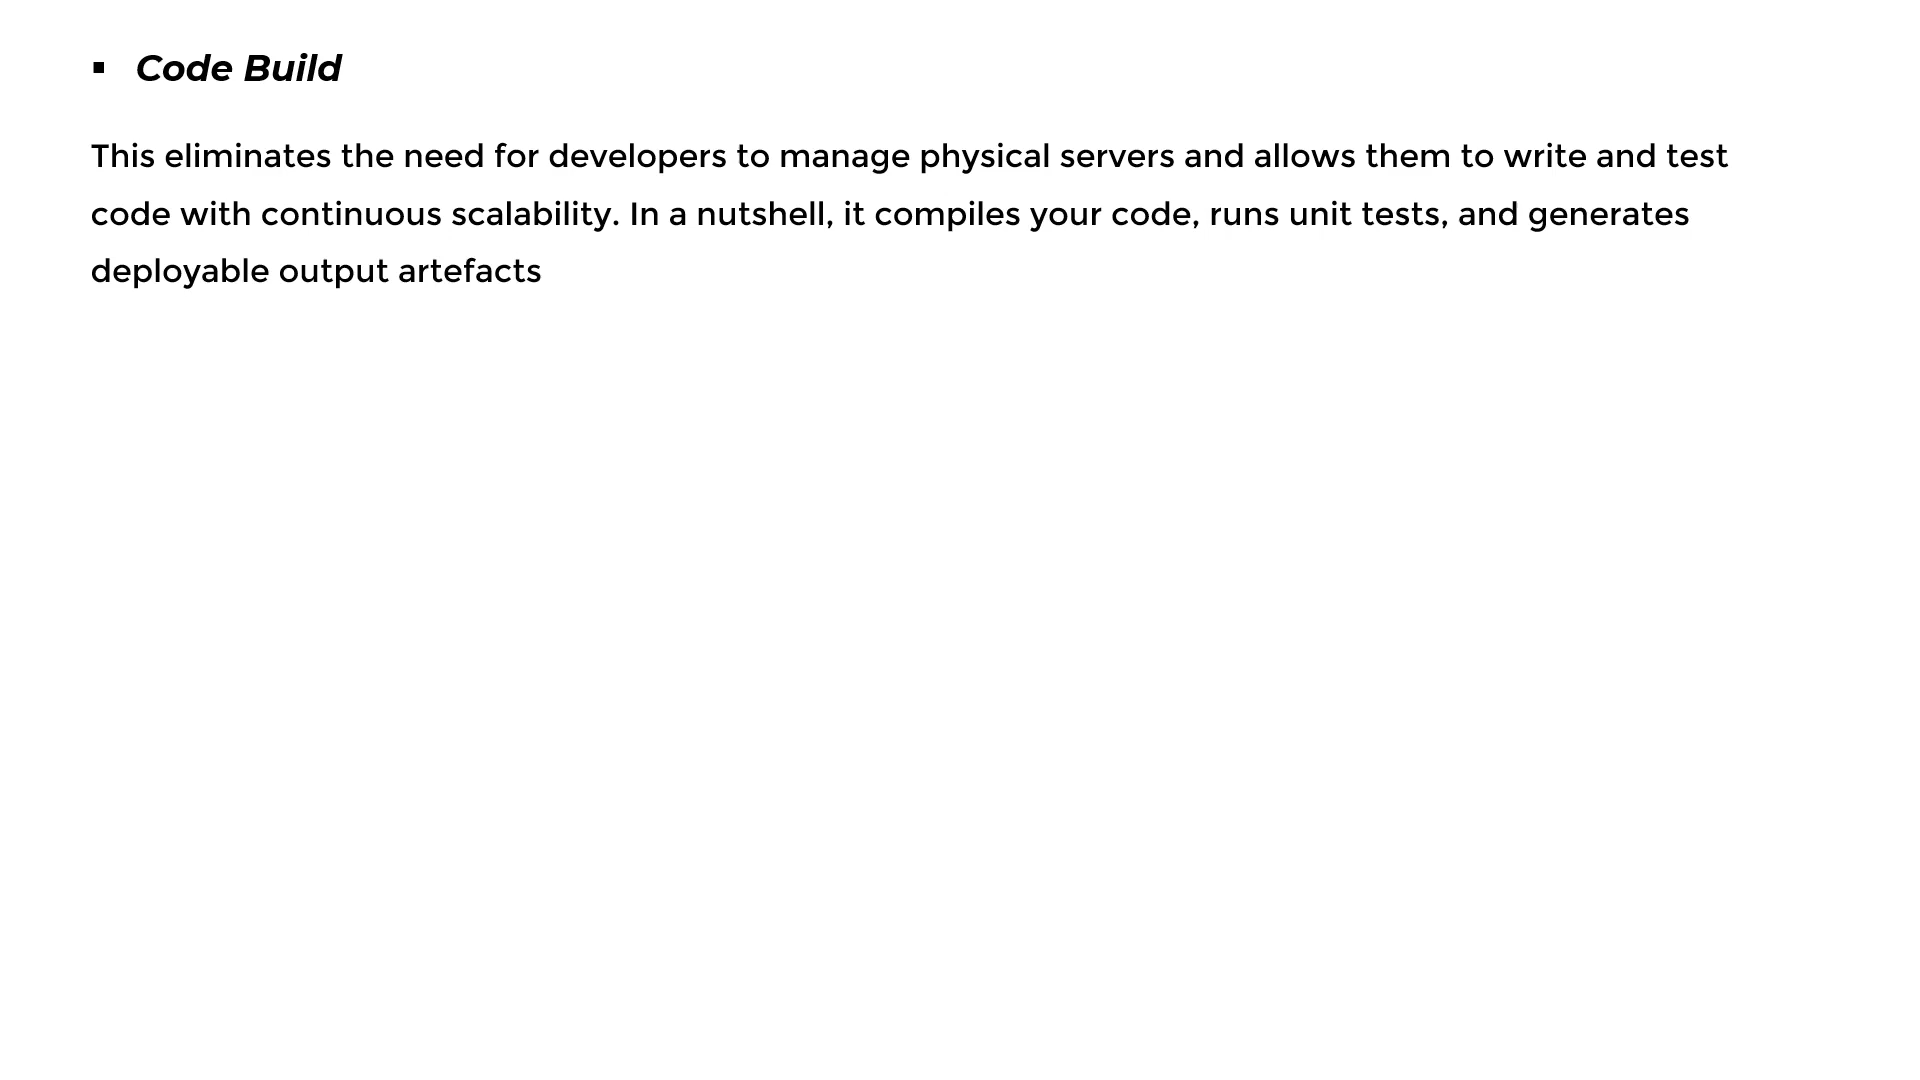 ▪ Code Build
This eliminates the need for developers to manage physical servers and allows them to write and test
code with continuous scalability. In a nutshell, it compiles your code, runs unit tests, and generates
deployable output artefacts